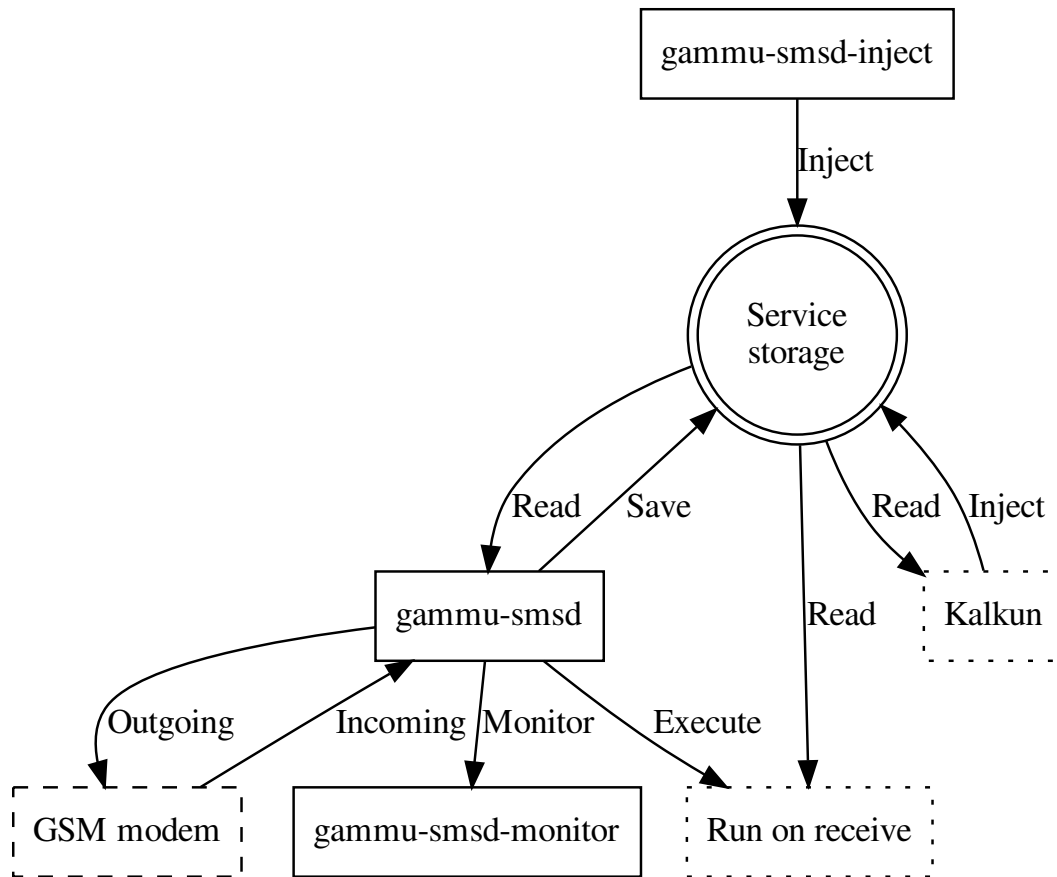 gammu-smsd-inject
Inject
Service
storage
Read
Save
Read
Inject
gammu-smsd
Read
Kalkun
Outgoing
Incoming
Monitor
Execute
GSM modem
gammu-smsd-monitor
Run on receive